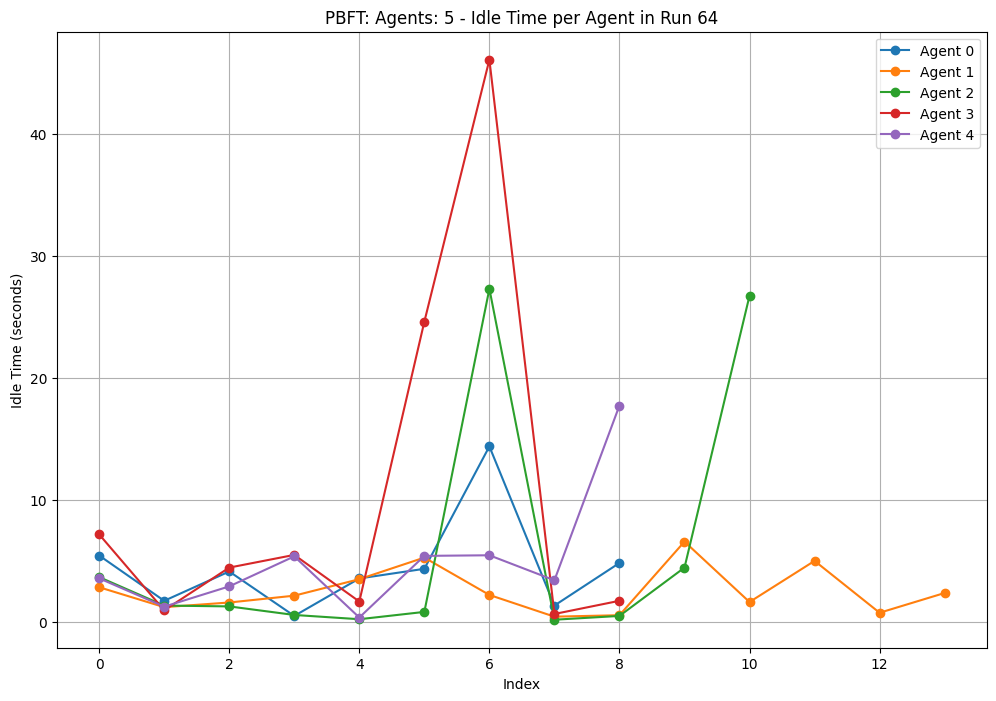 PBFT: Agents: 5 - Idle Time per Agent in Run 64
Agent 0
Agent 1
Agent 2
Agent 3
Agent 4
Idle Time (seconds)
40
30
20
10
0
0 2 4 6 8 10 12
Index